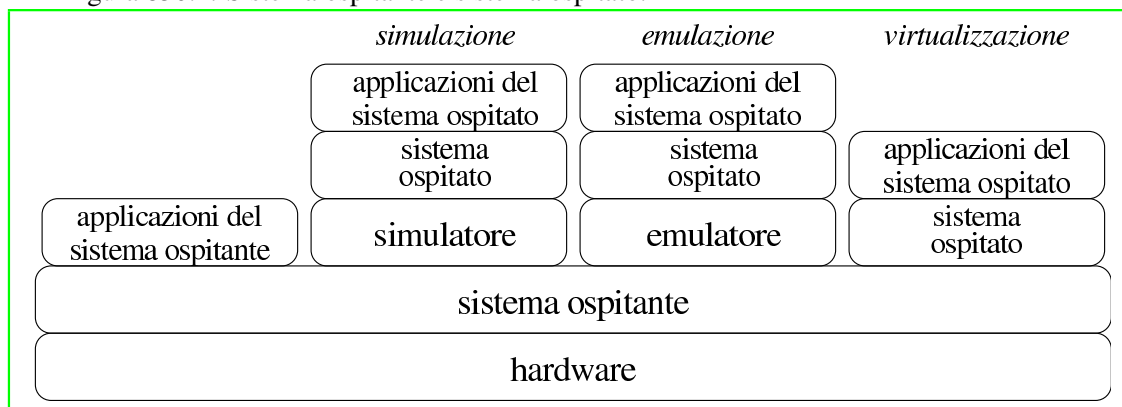 simulazione
emulazione
virtualizzazione
applicazioni del
sistema ospitato
applicazioni del
sistema ospitato
sistema
ospitato
sistema
ospitato
applicazioni del
sistema ospitato
applicazioni del
sistema ospitante
simulatore
emulatore
sistema
ospitato
sistema ospitante
hardware